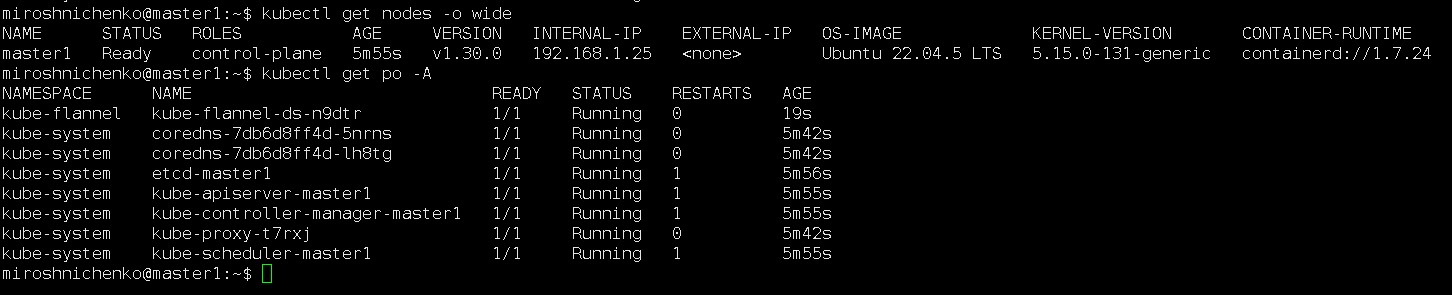 miroshnichenko@master1:~$ kubectl get nodes -o wide
NAME      STATUS   ROLES           AGE     VERSION   INTERNAL-IP    EXTERNAL-IP   OS-IMAGE             KERNEL-VERSION       CONTAINER-RUNTIME
master1   Ready    control-plane   5m55s   v1.30.0   192.168.1.25   <none>        Ubuntu 22.04.5 LTS   5.15.0-131-generic   containerd://1.7.24
miroshnichenko@master1:~$ kubectl get po -A
NAMESPACE      NAME                              READY   STATUS    RESTARTS   AGE
kube-flannel   kube-flannel-ds-n9dtr             1/1     Running   0          19s
kube-system    coredns-7db6d8ff4d-5nrns          1/1     Running   0          5m42s
kube-system    coredns-7db6d8ff4d-lh8tg          1/1     Running   0          5m42s
kube-system    etcd-master1                      1/1     Running   1          5m56s
kube-system    kube-apiserver-master1            1/1     Running   1          5m55s
kube-system    kube-controller-manager-master1   1/1     Running   1          5m55s
kube-system    kube-proxy-t7rxj                  1/1     Running   0          5m42s
kube-system    kube-scheduler-master1            1/1     Running   1          5m55s
miroshnichenko@master1:~$